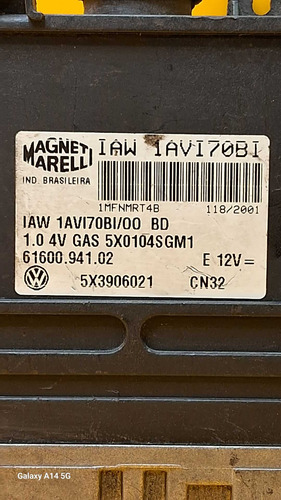 MAGNETI MARELLI IAW 1AVI70BI
IND. BRASILEIRA
1MFNMRT4B 118/2001
IAW 1AVI70BI/00 BD
1.0 4V GAS 5X0104SGM1
61600.941.02 E 12V=
5X3906021 CN32
Galaxy A14 5G